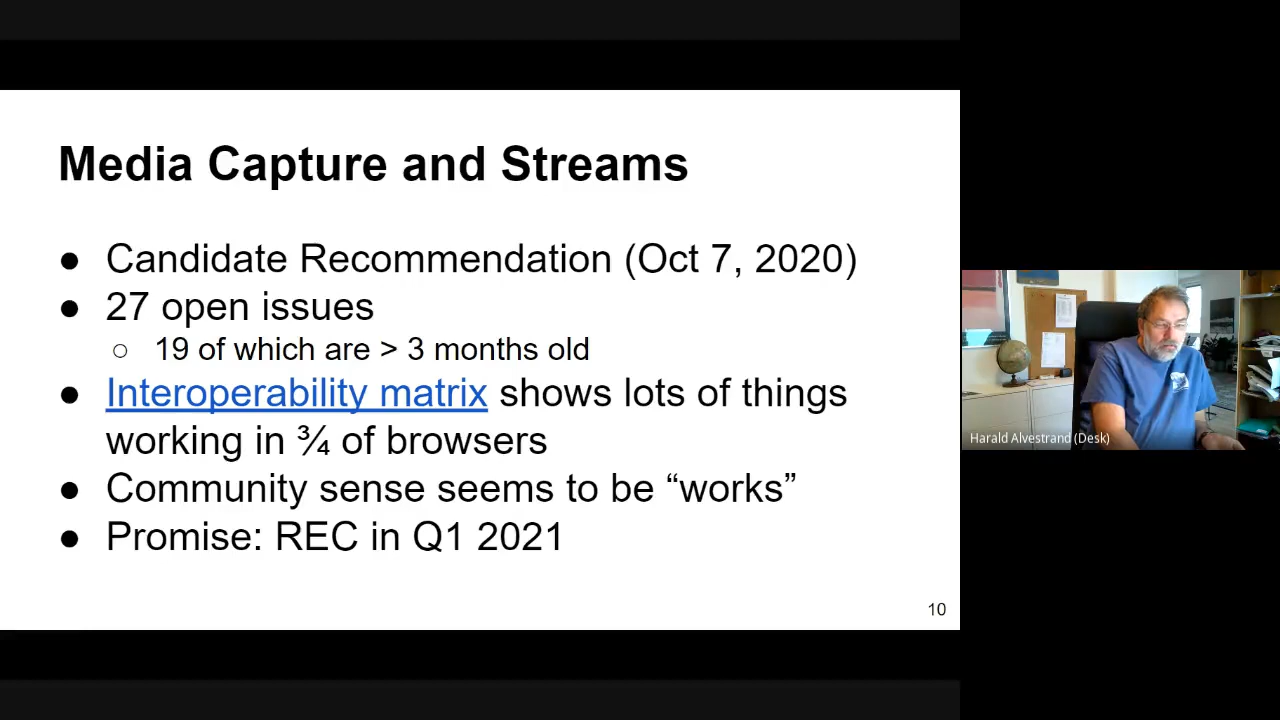 Media Capture and Streams
● Candidate Recommendation (Oct 7, 2020)
● 27 open issues
○ 19 of which are > 3 months old
● Interoperability matrix shows lots of things
working in ¾ of browsers
● Community sense seems to be “works”
● Promise: REC in Q1 2021
10
Harald Alvestrand (Desk)